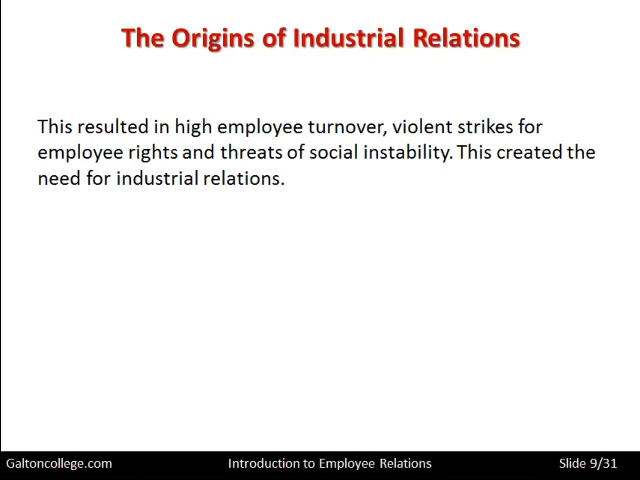 The Origins of Industrial Relations
This resulted in high employee turnover, violent strikes for
employee rights and threats of social instability. This created the
need for industrial relations.
Galtoncollege.com
Introduction to Employee Relations
Slide 9/31